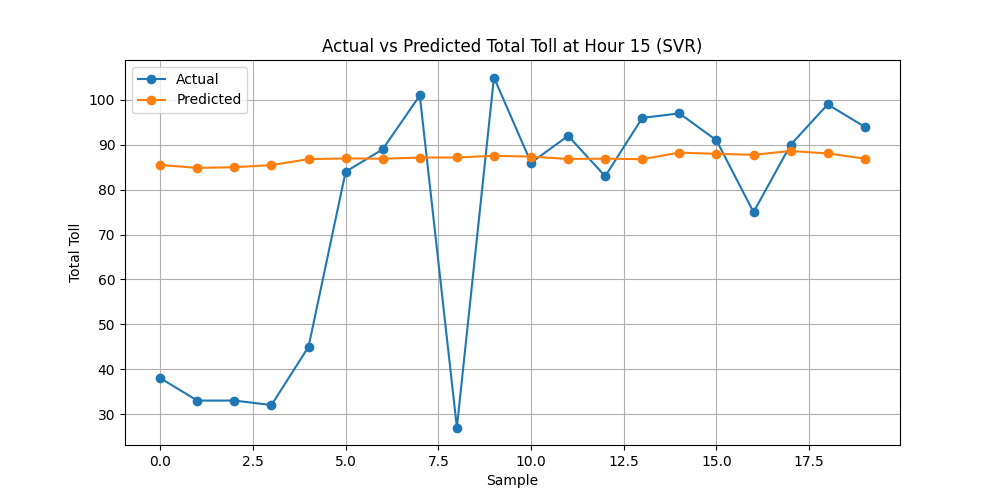 Actual vs Predicted Total Toll at Hour 15 (SVR)
Actual
Predicted
100
90
80
70
60
50
40
30
Total Toll
0.0 2.5 5.0 7.5 10.0 12.5 15.0 17.5
Sample